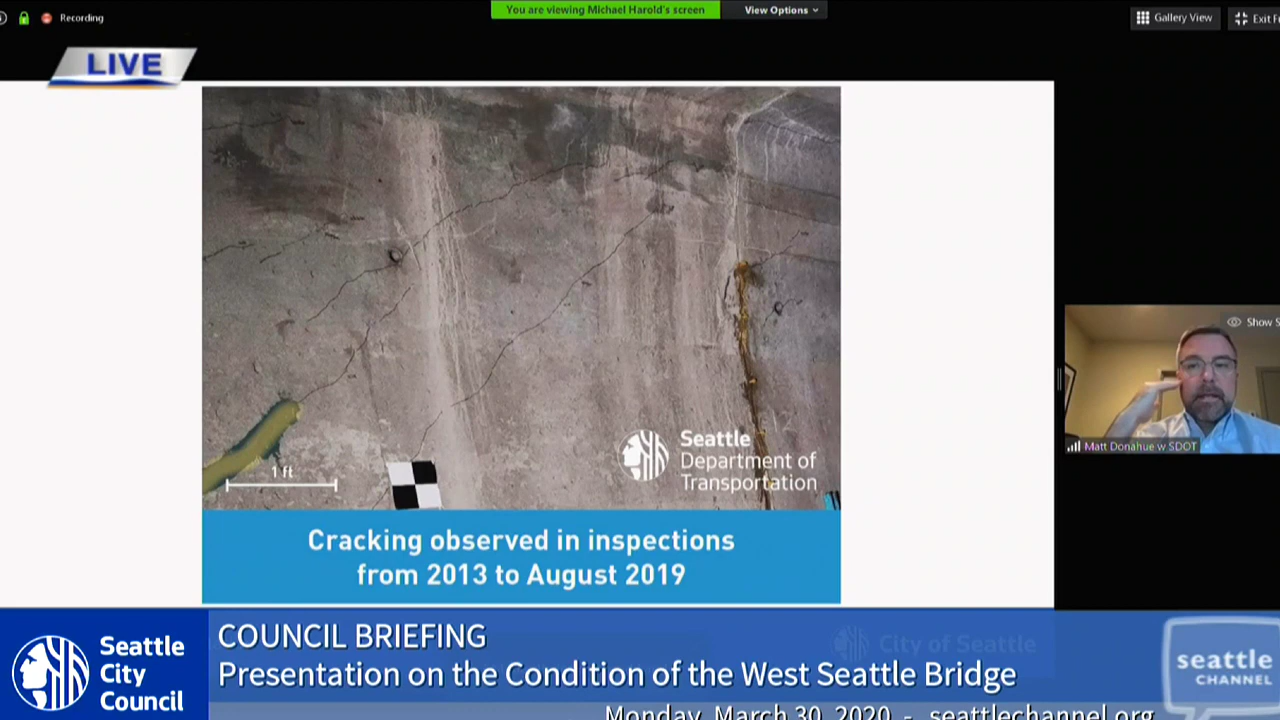 Recording
You are viewing Michael Harold's screen
View Options
Gallery View
Exit F
LIVE
Show S
Matt Donahue w SDOT
1 ft
Seattle
Department of
Transportation
Cracking observed in inspections
from 2013 to August 2019
Seattle
City
Council
COUNCIL BRIEFING
Presentation on the Condition of the West Seattle Bridge
City of Seattle
seattle
CHANNEL
Monday, March 30, 2020 - seattlechannel.org